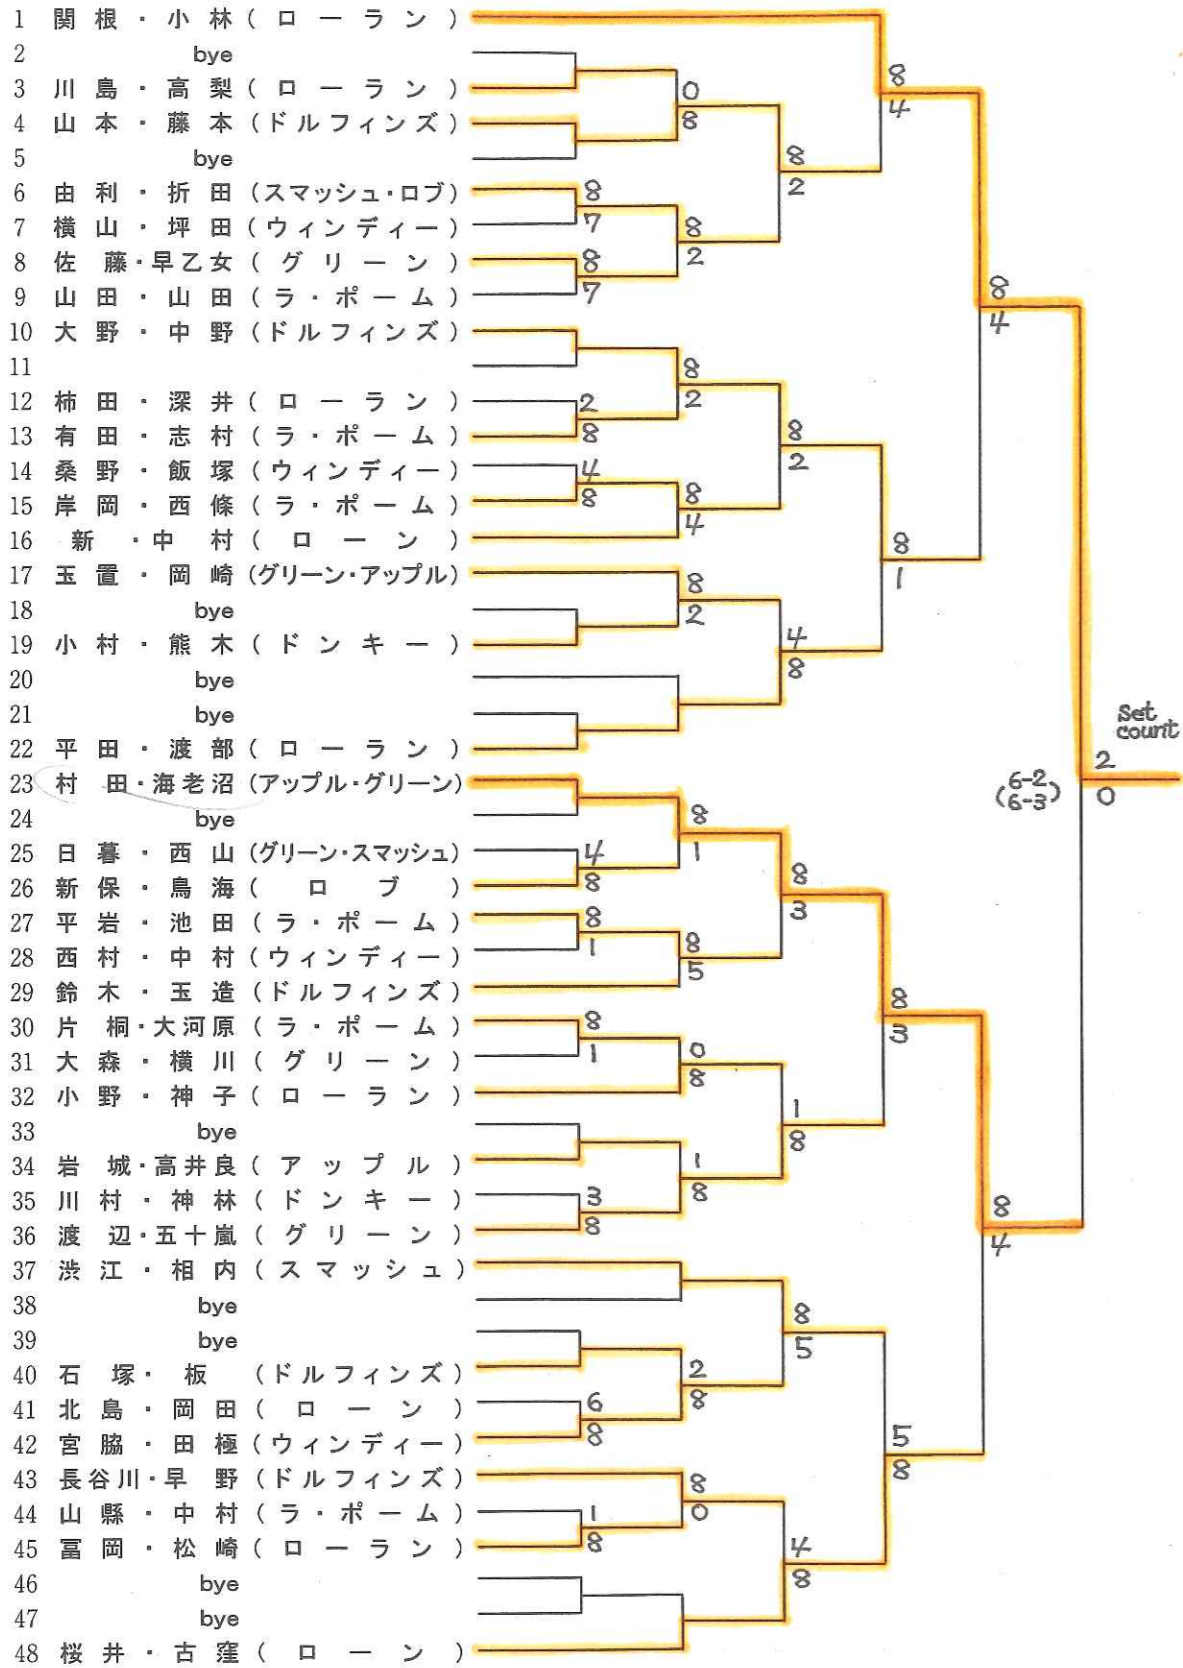 1 関根・小林(ローラン)
2 bye
3 川島・高梨(ローラン)
4 山本・藤本(ドルフィンズ)
5 bye
6 由利・折田(スマッシュ・ロブ)
7 横山・坪田(ウィンディー)
8 佐藤・早乙女(グリーン)
9 山田・山田(ラ・ポーム)
10 大野・中野(ドルフィンズ)
11
12 柿田・深井(ローラン)
13 有田・志村(ラ・ポーム)
14 桑野・飯塚(ウィンディー)
15 岸岡・西條(ラ・ポーム)
16 新・中村(ローン)
17 玉置・岡崎(グリーン・アップル)
18 bye
19 小村・熊木(ドンキー)
20 bye
21 bye
22 平田・渡部(ローラン)
23 村田・海老沼(アップル・グリーン)
24 bye
25 日暮・西山(グリーン・スマッシュ)
26 新保・鳥海(ロブ)
27 平岩・池田(ラ・ポーム)
28 西村・中村(ウィンディー)
29 鈴木・玉造(ドルフィンズ)
30 片桐・大河原(ラ・ポーム)
31 大森・横川(グリーン)
32 小野・神子(ローラン)
33 bye
34 岩城・高井良(アップル)
35 川村・神林(ドンキー)
36 渡辺・五十嵐(グリーン)
37 渋江・相内(スマッシュ)
38 bye
39 bye
40 石塚・板(ドルフィンズ)
41 北島・岡田(ローン)
42 宮脇・田極(ウィンディー)
43 長谷川・早野(ドルフィンズ)
44 山縣・中村(ラ・ポーム)
45 冨岡・松崎(ローラン)
46 bye
47 bye
48 桜井・古窪(ローン)
8
7
8
7
2
8
4
8
4
8
8
1
8
1
3
8
6
8
1
8
0
8
8
2
8
2
8
4
8
2
8
1
8
5
0
8
1
8
2
8
8
0
8
2
8
2
4
8
8
3
1
8
8
5
4
8
8
4
8
1
8
3
5
8
8
4
8
4
Set
count
2
0
(6-2
6-3)